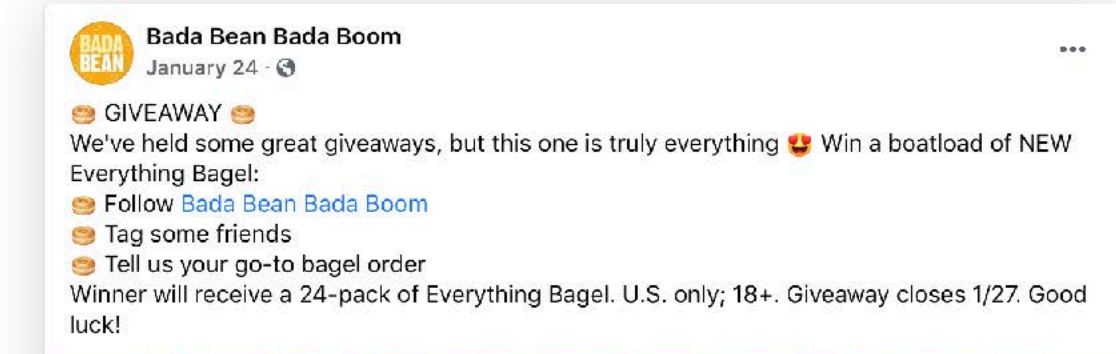 BADA
BEAN
Bada Bean Bada Boom
January 24 ·
🥯 GIVEAWAY 🥯
We've held some great giveaways, but this one is truly everything 😍 Win a boatload of NEW
Everything Bagel:
🥯 Follow Bada Bean Bada Boom
🥯 Tag some friends
🥯 Tell us your go-to bagel order
Winner will receive a 24-pack of Everything Bagel. U.S. only; 18+. Giveaway closes 1/27. Good
luck!